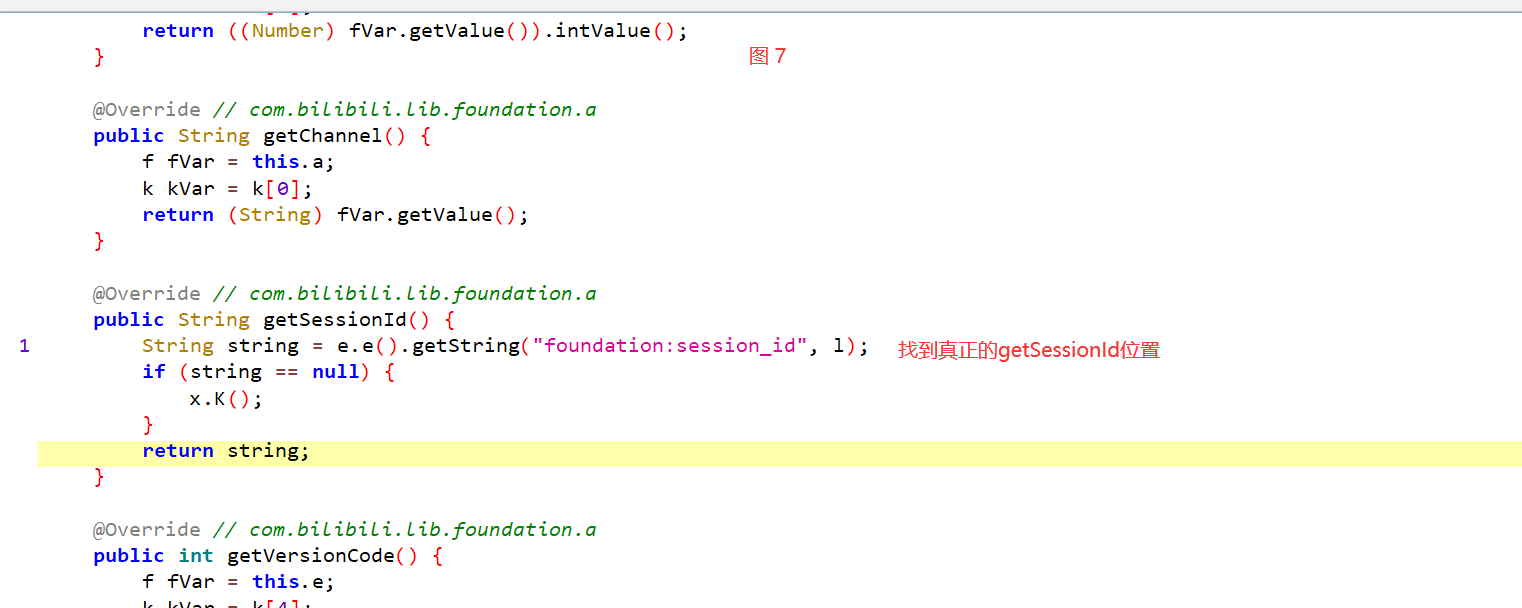 return ((Number) fVar.getValue()).intValue();
}
图 7
@Override // com.bilibili.lib.foundation.a
public String getChannel() {
f fVar = this.a;
k kVar = k[0];
return (String) fVar.getValue();
}
@Override // com.bilibili.lib.foundation.a
public String getSessionId() {
1 String string = e.e().getString("foundation:session_id", l); 找到真正的getSessionId位置
if (string == null) {
x.K();
}
return string;
}
@Override // com.bilibili.lib.foundation.a
public int getVersionCode() {
f fVar = this.e;
k kVar = k[4];